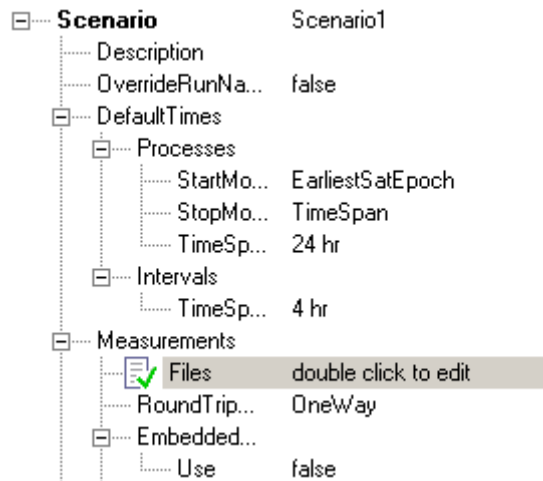 Scenario Scenario1
Description
OverrideRunNa... false
DefaultTimes
Processes
StartMo... EarliestSatEpoch
StopMo... TimeSpan
TimeSp... 24 hr
Intervals
TimeSp... 4 hr
Measurements
Files double click to edit
RoundTrip... OneWay
Embedded...
Use false